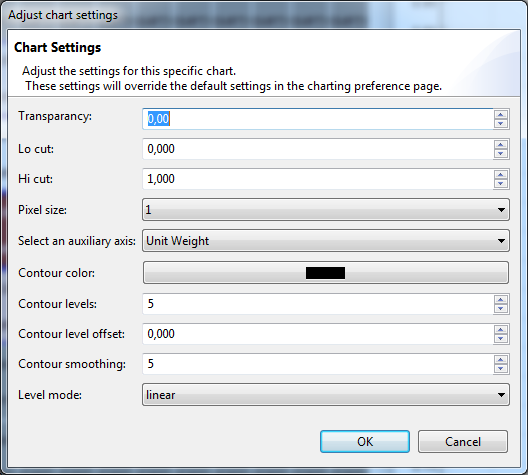 Adjust chart settings
Chart Settings
Adjust the settings for this specific chart.
These settings will override the default settings in the charting preference page.
Transparancy: 0,00
Lo cut: 0,000
Hi cut: 1,000
Pixel size: 1
Select an auxiliary axis: Unit Weight
Contour color:
Contour levels: 5
Contour level offset: 0,000
Contour smoothing: 5
Level mode: linear
OK Cancel